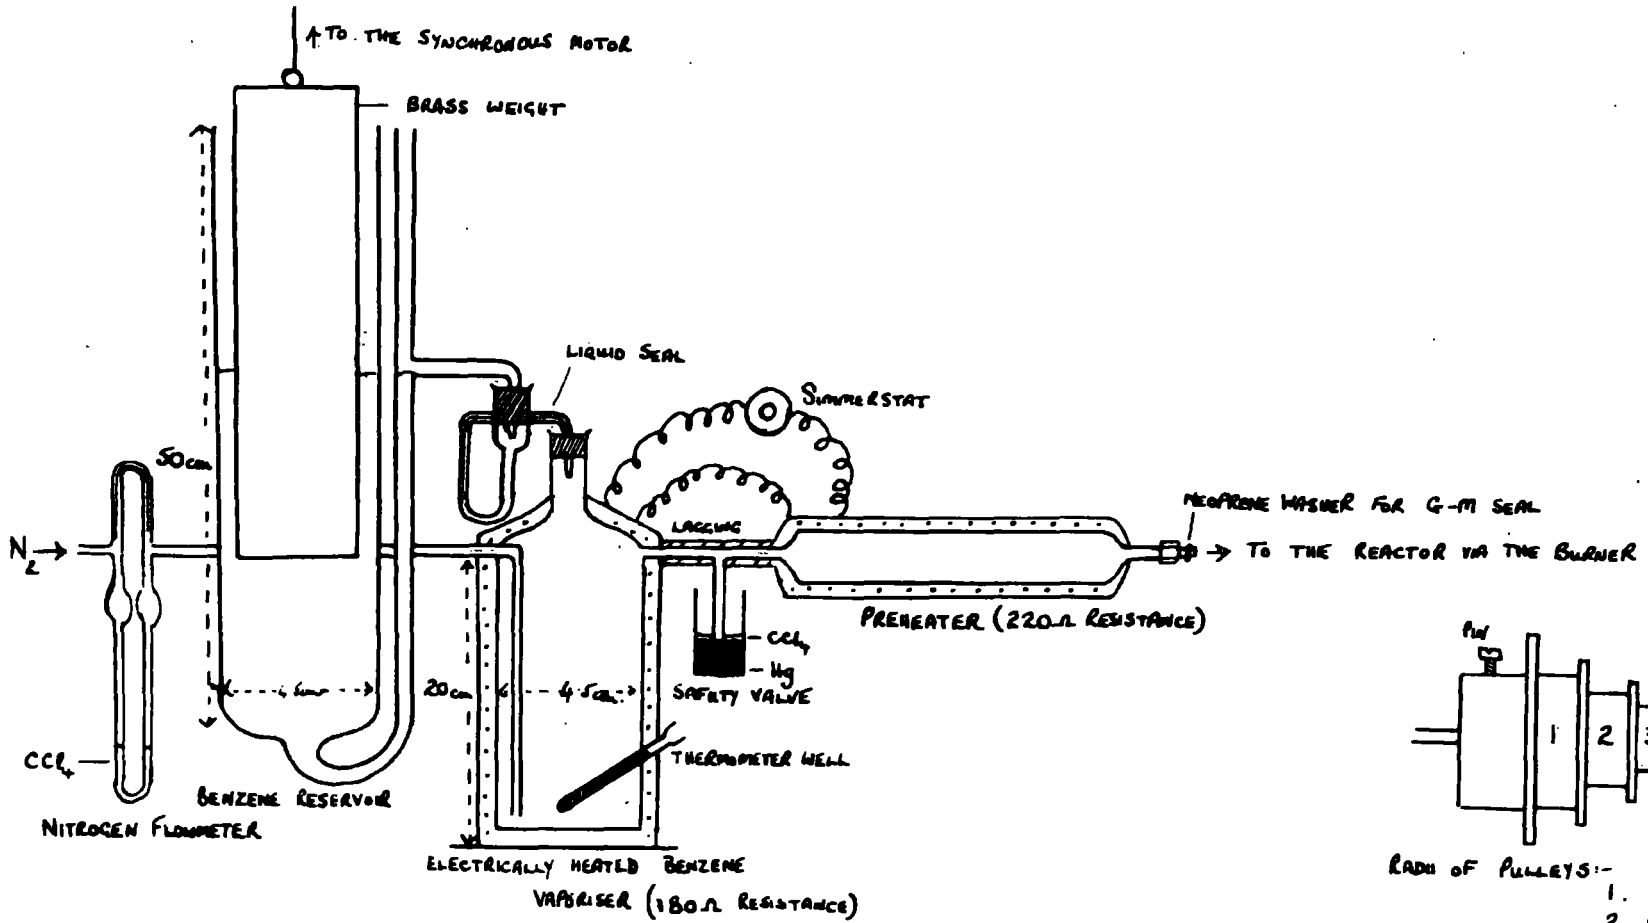 ↑ TO THE SYNCHRONOUS MOTOR
BRASS WEIGHT
LIQUID SEAL
SIMMERSTAT
50cm
LAGGING
NEOPRENE WASHER FOR G-M SEAL
N₂ →
→ TO THE REACTOR VIA THE BURNER
PREHEATER (220Ω RESISTANCE)
CCl₄
Hg
SAFETY VALVE
20cm
4.5cm
PIN
1 2 3
THERMOMETER WELL
CCl₄
BENZENE RESERVOIR
NITROGEN FLOWMETER
ELECTRICALLY HEATED BENZENE
VAPORISER (180Ω RESISTANCE)
RADII OF PULLEYS:-
1.
2.